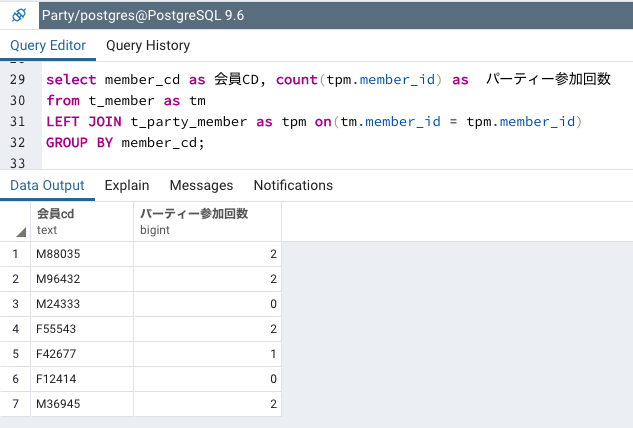 Party/postgres@PostgreSQL 9.6
Query Editor Query History
29 select member_cd as 会員CD, count(tpm.member_id) as パーティー参加回数
30 from t_member as tm
31 LEFT JOIN t_party_member as tpm on(tm.member_id = tpm.member_id)
32 GROUP BY member_cd;
33
Data Output Explain Messages Notifications
会員cd パーティー参加回数
text bigint
1 M88035 2
2 M96432 2
3 M24333 0
4 F55543 2
5 F42677 1
6 F12414 0
7 M36945 2